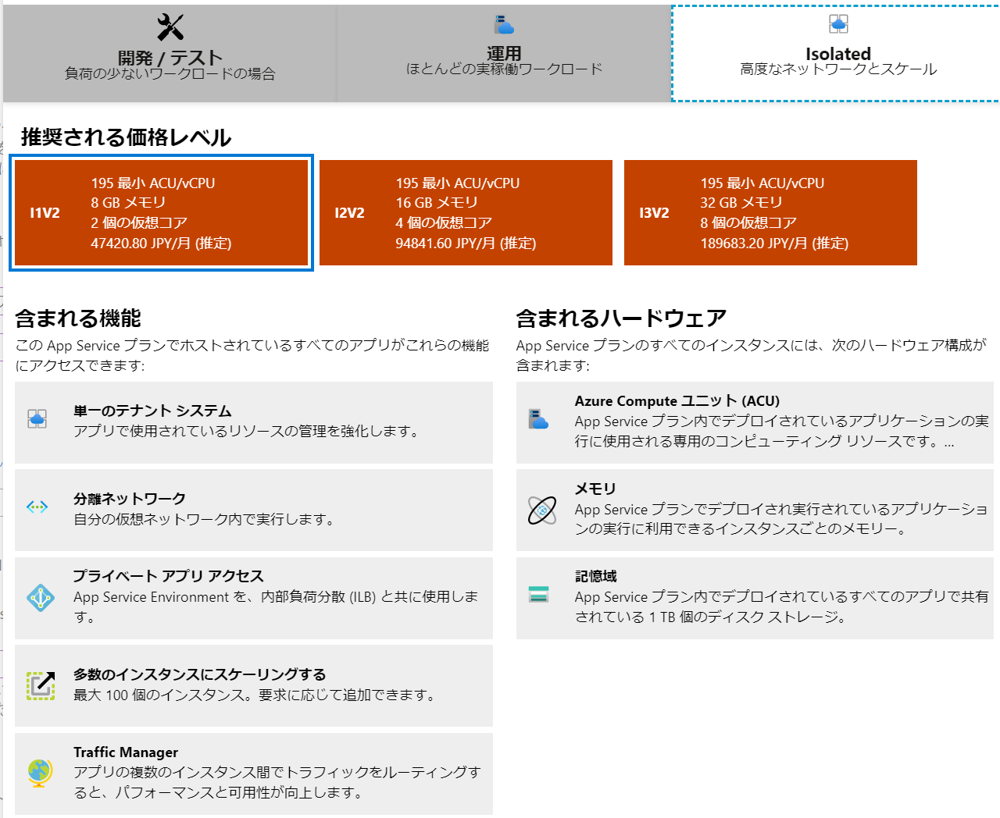 開発 / テスト
負荷の少ないワークロードの場合
運用
ほとんどの実稼働ワークロード
Isolated
高度なネットワークとスケール
推奨される価格レベル
I1V2
195 最小 ACU/vCPU
8 GB メモリ
2 個の仮想コア
47420.80 JPY/月 (推定)
I2V2
195 最小 ACU/vCPU
16 GB メモリ
4 個の仮想コア
94841.60 JPY/月 (推定)
I3V2
195 最小 ACU/vCPU
32 GB メモリ
8 個の仮想コア
189683.20 JPY/月 (推定)
含まれる機能
この App Service プランでホストされているすべてのアプリがこれらの機能
にアクセスできます:
単一のテナント システム
アプリで使用されているリソースの管理を強化します。
分離ネットワーク
自分の仮想ネットワーク内で実行します。
プライベート アプリ アクセス
App Service Environment を、内部負荷分散 (ILB) と共に使用しま
す。
多数のインスタンスにスケーリングする
最大 100 個のインスタンス。要求に応じて追加できます。
Traffic Manager
アプリの複数のインスタンス間でトラフィックをルーティングす
ると、パフォーマンスと可用性が向上します。
含まれるハードウェア
App Service プランのすべてのインスタンスには、次のハードウェア構成が
含まれます:
Azure Compute ユニット (ACU)
App Service プラン内でデプロイされているアプリケーションの実
行に使用される専用のコンピューティング リソースです。...
メモリ
App Service プランでデプロイされ実行されているアプリケーショ
ンの実行に利用できるインスタンスごとのメモリー。
記憶域
App Service プラン内でデプロイされているすべてのアプリで共有
されている 1 TB 個のディスク ストレージ。